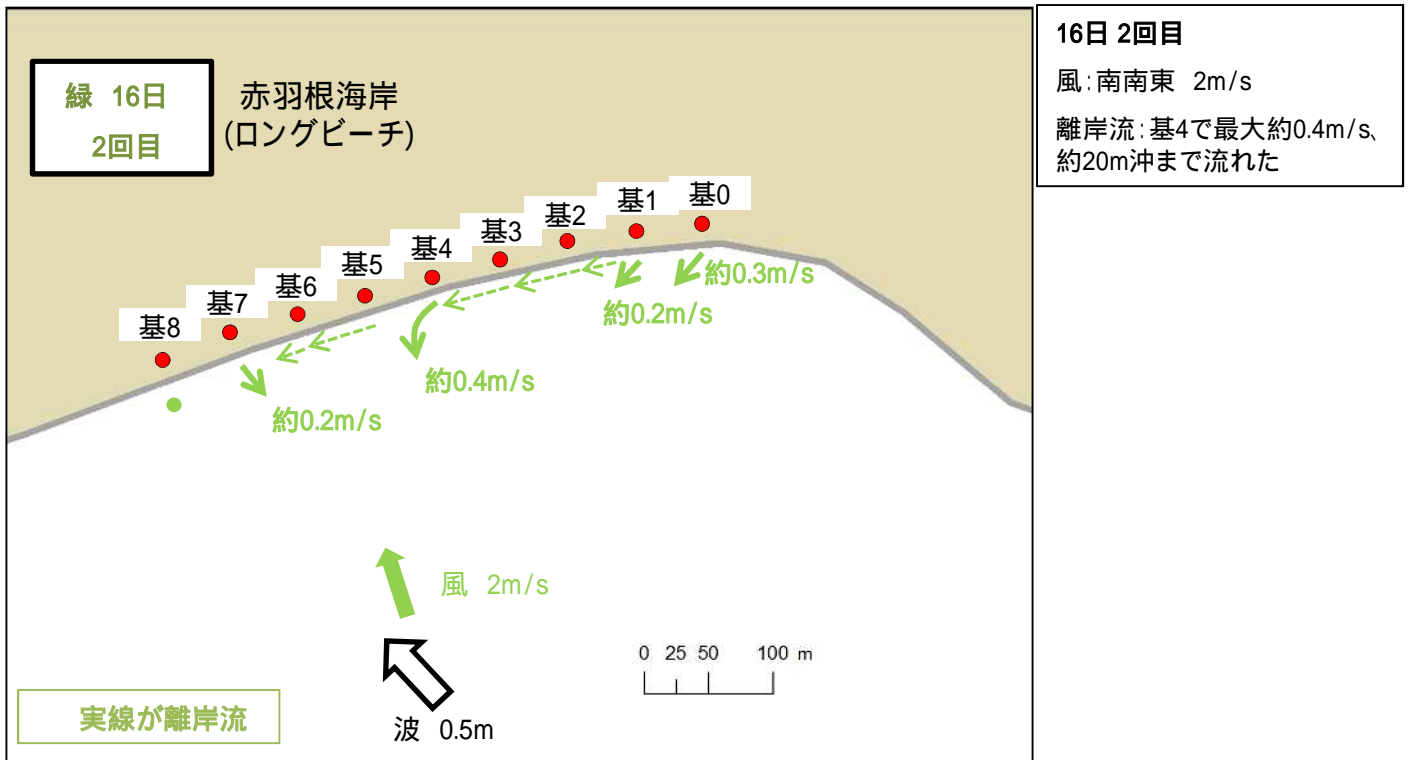 緑 16日
2回目
赤羽根海岸
(ロングビーチ)
16日 2回目
風:南南東 2m/s
離岸流:基4で最大約0.4m/s、
約20m沖まで流れた
基0
基1
基2
基3
基4
基5
基6
基7
基8
約0.3m/s
約0.2m/s
約0.4m/s
約0.2m/s
風 2m/s
波 0.5m
0 25 50 100 m
実線が離岸流